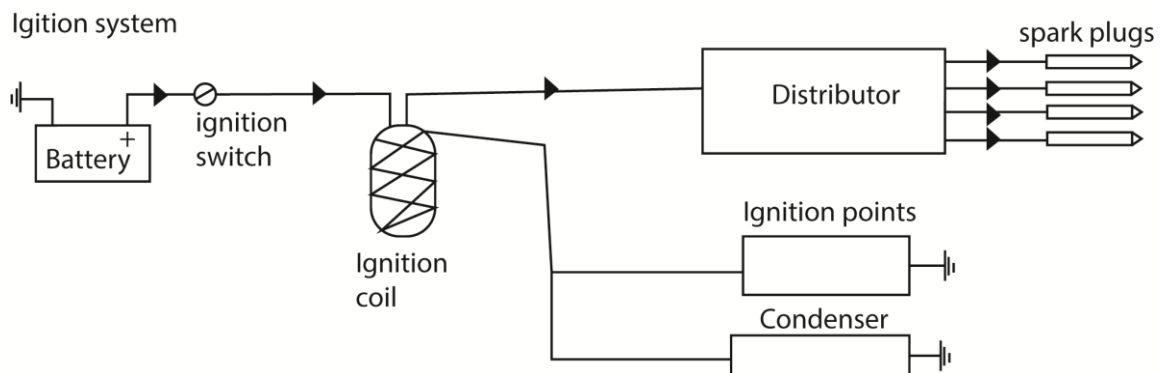 Igition system
spark plugs
Distributor
+
Battery
ignition
switch
Ignition
coil
Ignition points
Condenser